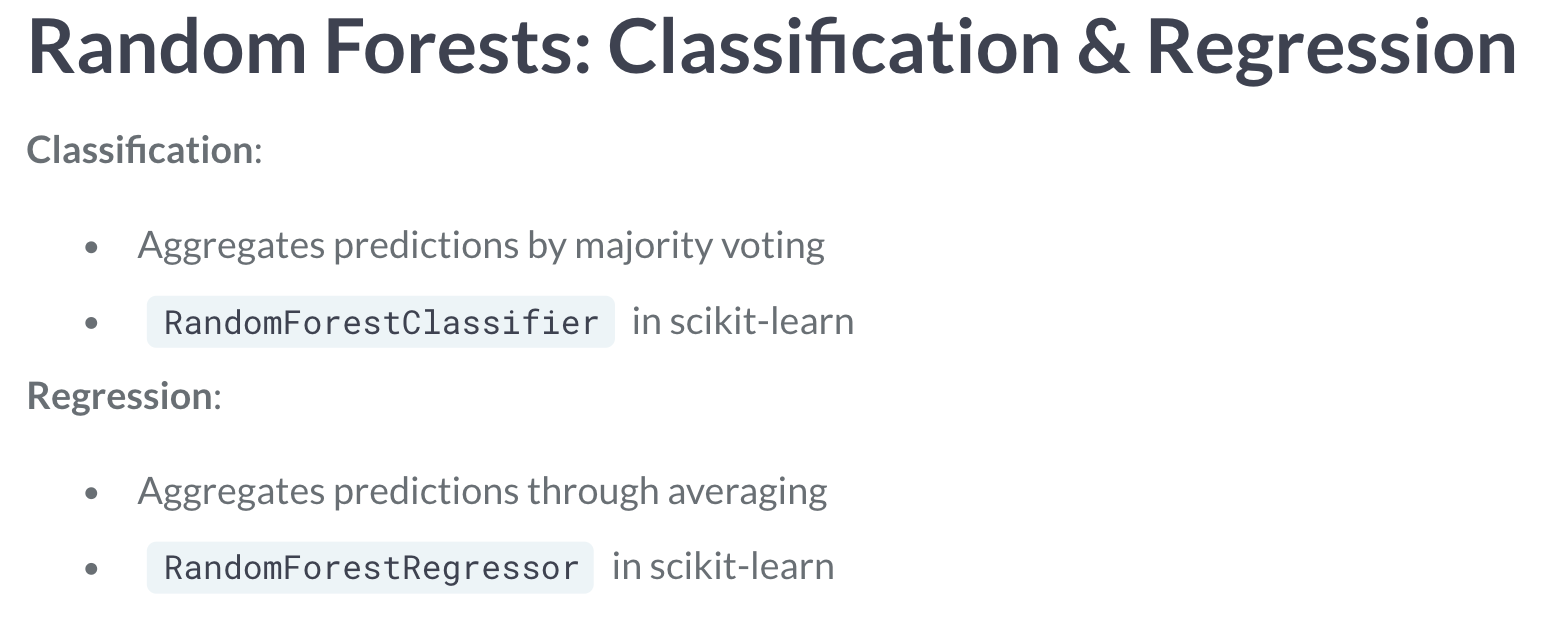 Random Forests: Classification & Regression
Classification:
• Aggregates predictions by majority voting
• RandomForestClassifier in scikit-learn
Regression:
• Aggregates predictions through averaging
• RandomForestRegressor in scikit-learn